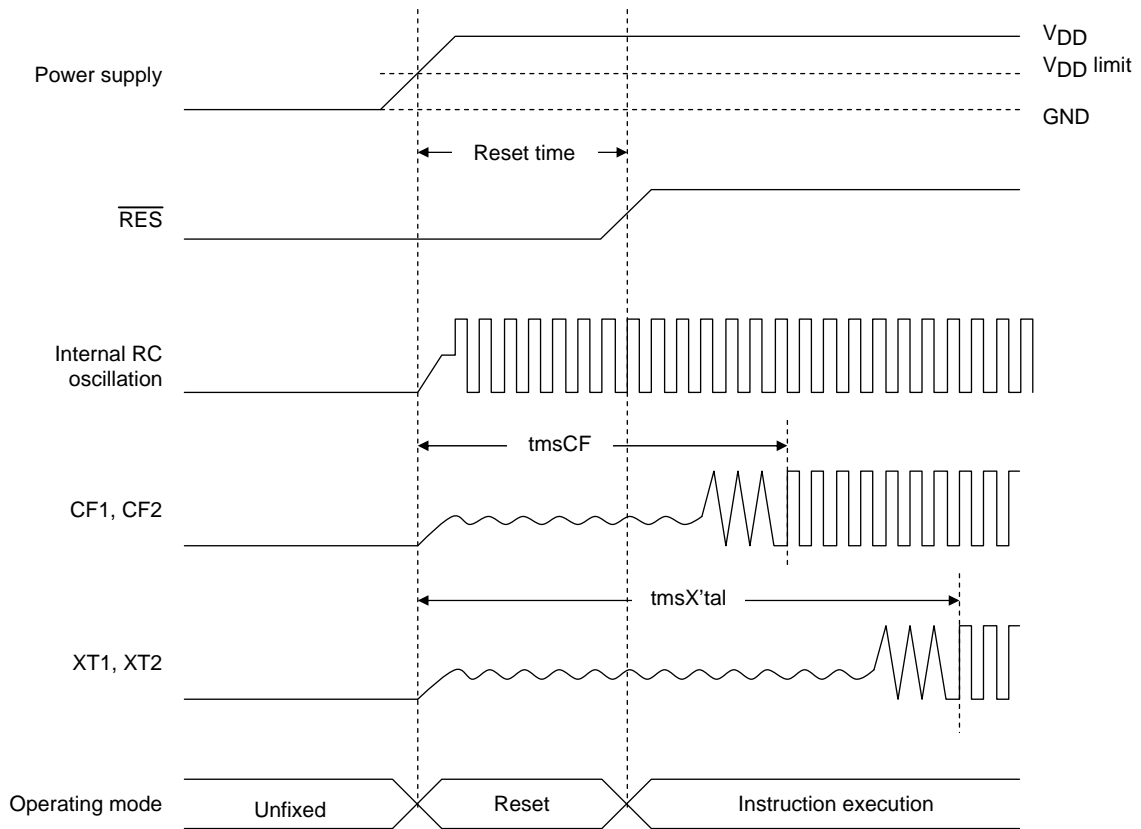 VDD
Power supply
VDD limit
GND
Reset time
RES
Internal RC
oscillation
tmsCF
CF1, CF2
tmsX'tal
XT1, XT2
Operating mode
Unfixed
Reset
Instruction execution